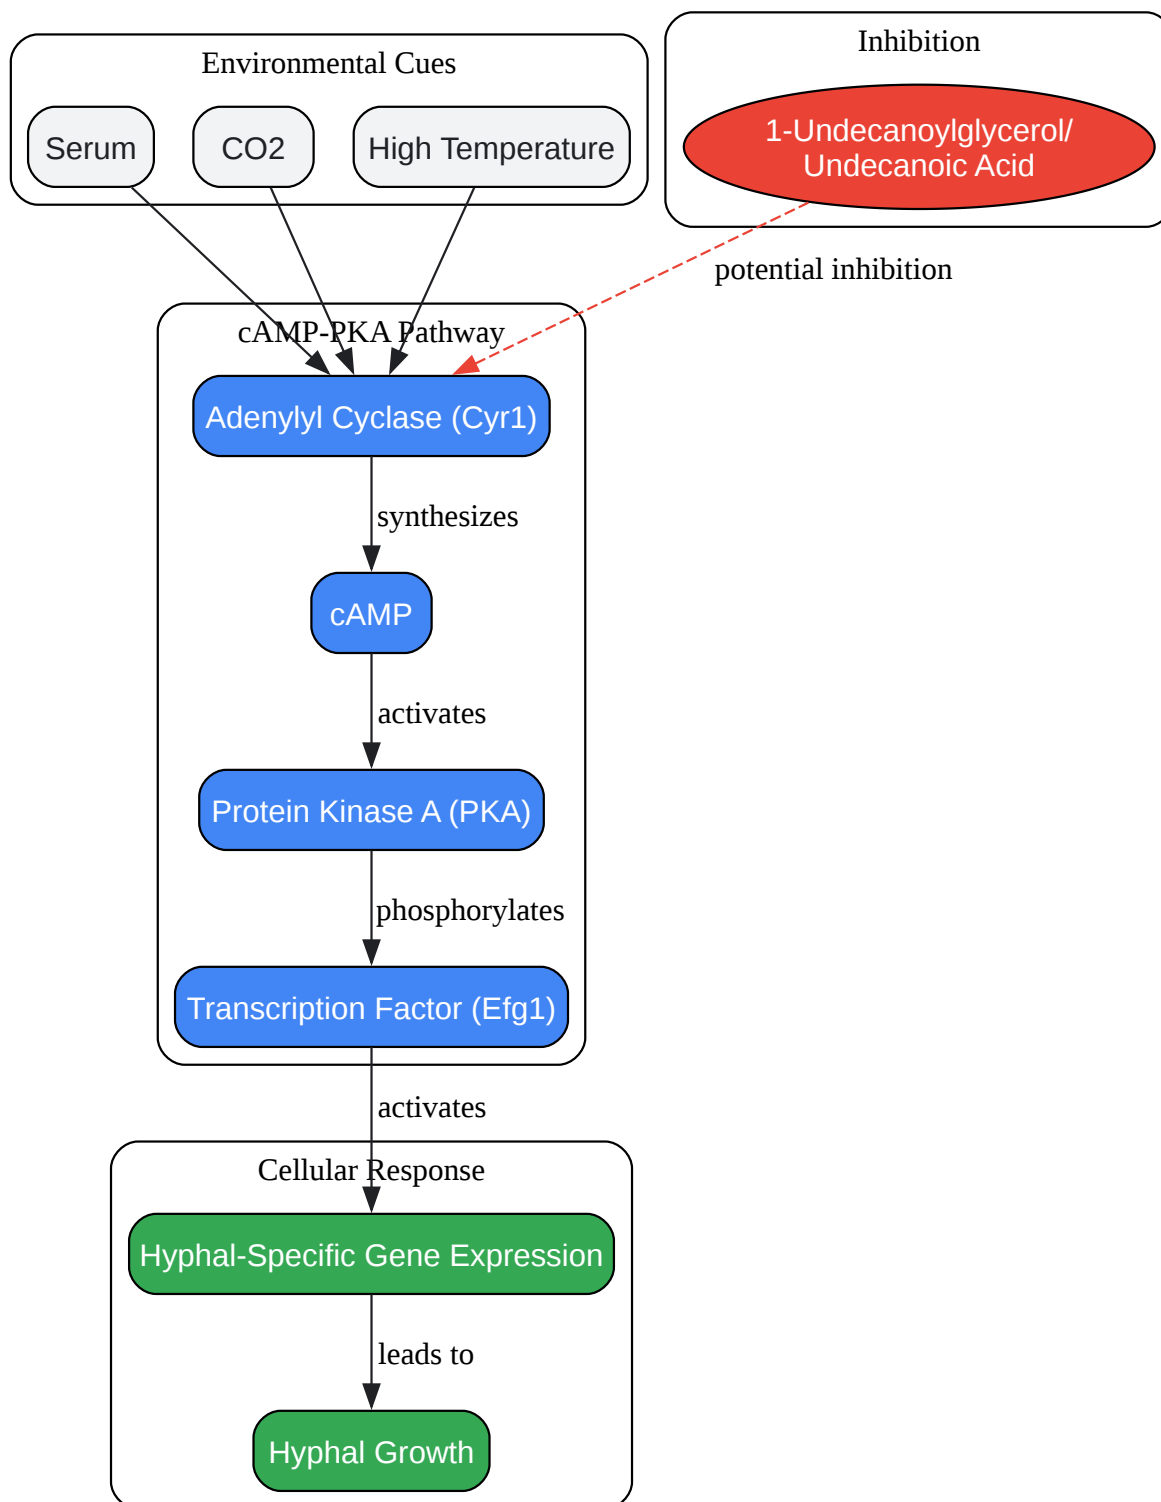 Environmental Cues
Serum
CO2
High Temperature
Inhibition
1-Undecanoylglycerol/
Undecanoic Acid
potential inhibition
cAMP-PKA Pathway
Adenylyl Cyclase (Cyr1)
synthesizes
cAMP
activates
Protein Kinase A (PKA)
phosphorylates
Transcription Factor (Efg1)
activates
Cellular Response
Hyphal-Specific Gene Expression
leads to
Hyphal Growth